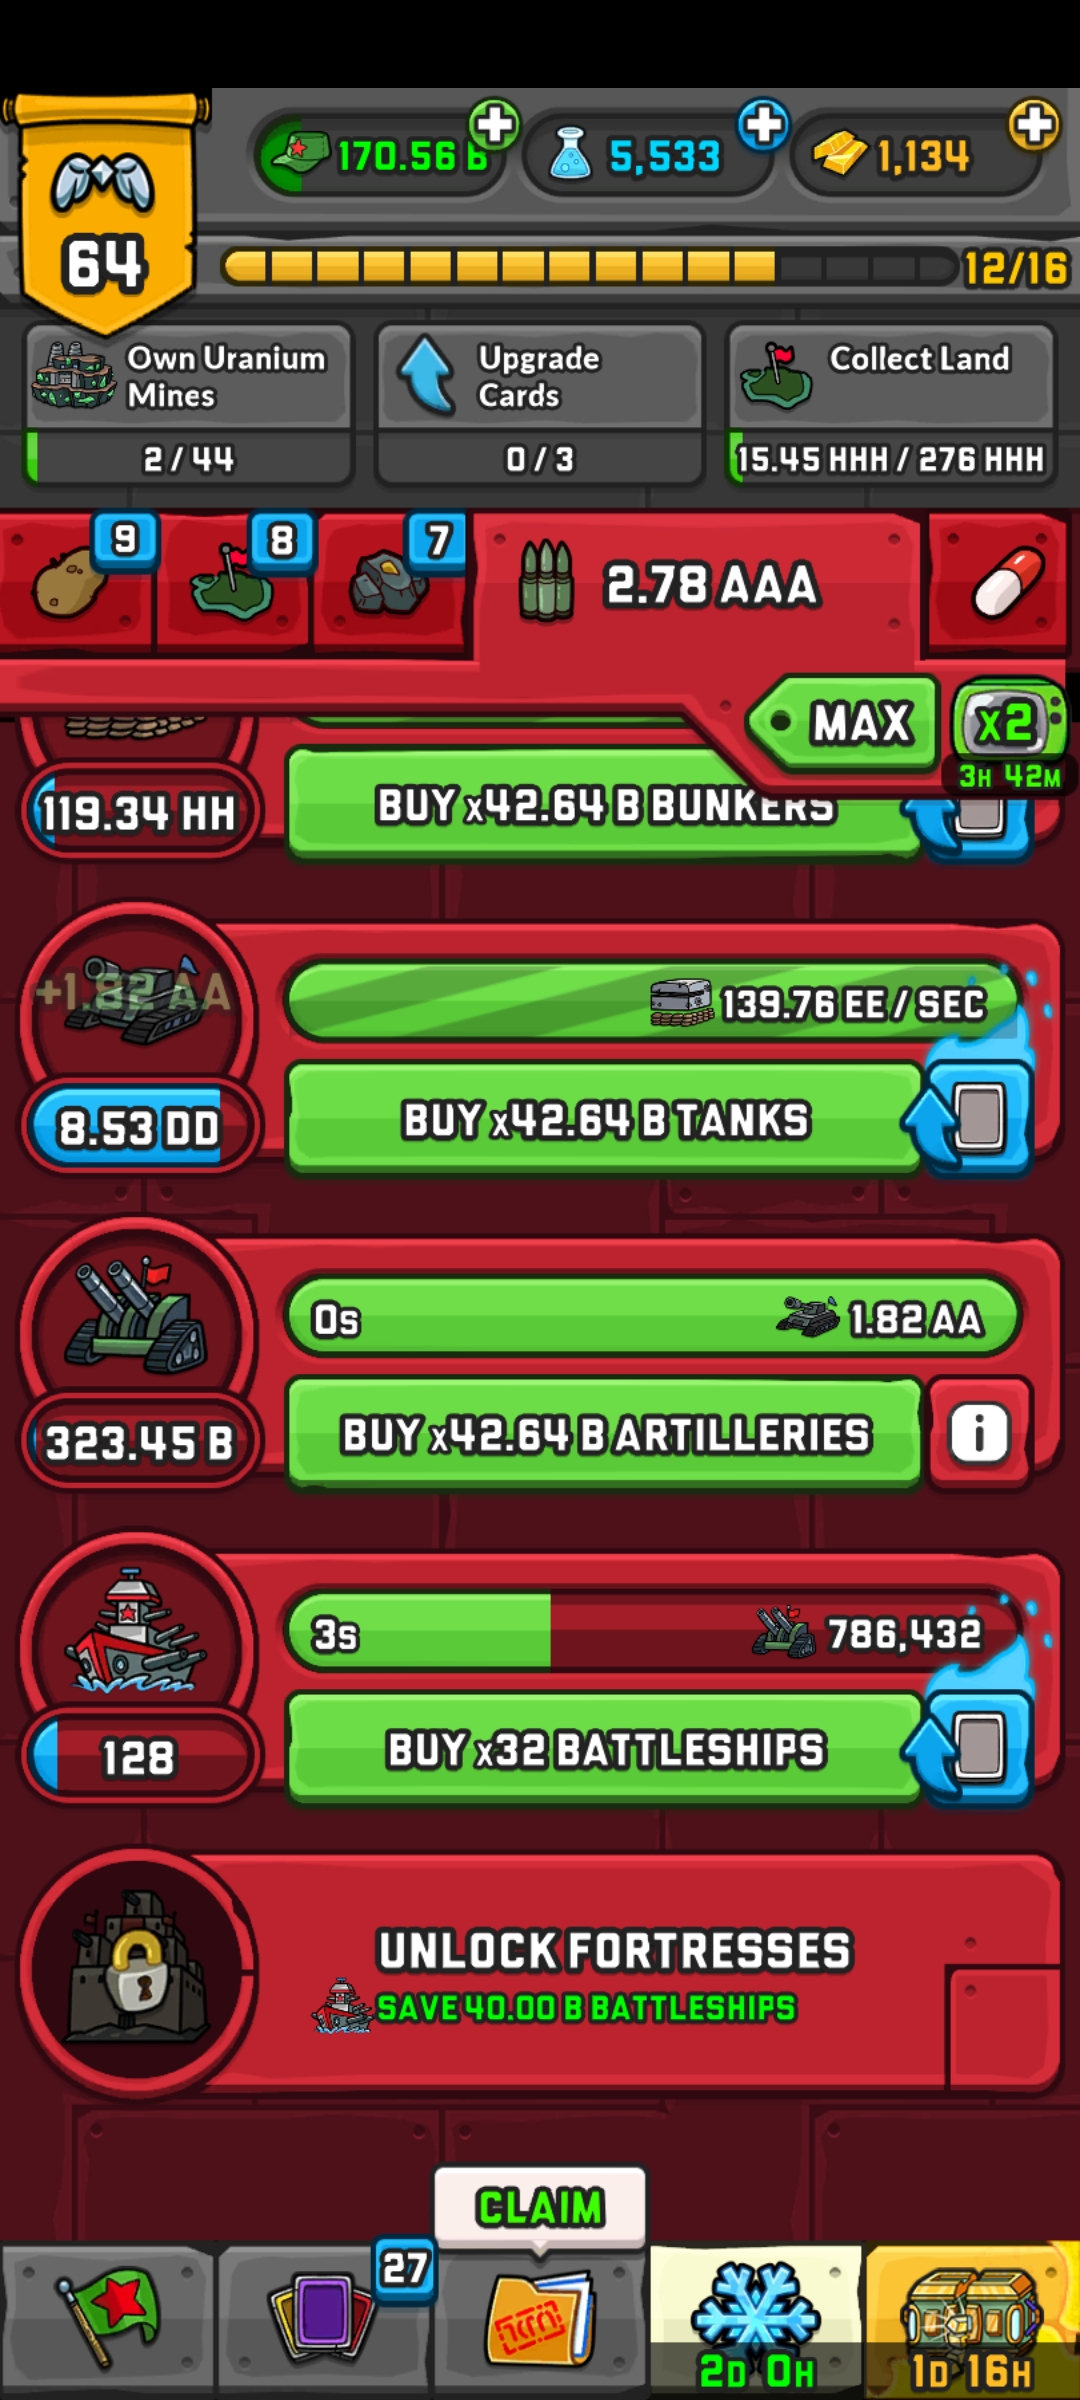 170.56 B
5,533
1,134
64
12/16
Own Uranium
Mines
2 / 44
Upgrade
Cards
0 / 3
Collect Land
15.45 HHH / 276 HHH
9
8
7
2.78 AAA
MAX
X2
3H 42M
119.34 HH
BUY x42.64 B BUNKERS
+1.82 AA
139.76 EE / SEC
8.53 DD
BUY x42.64 B TANKS
0s
1.82 AA
323.45 B
BUY x42.64 B ARTILLERIES
i
3s
786,432
128
BUY x32 BATTLESHIPS
UNLOCK FORTRESSES
SAVE 40.00 B BATTLESHIPS
CLAIM
27
2D 0H
1D 16H